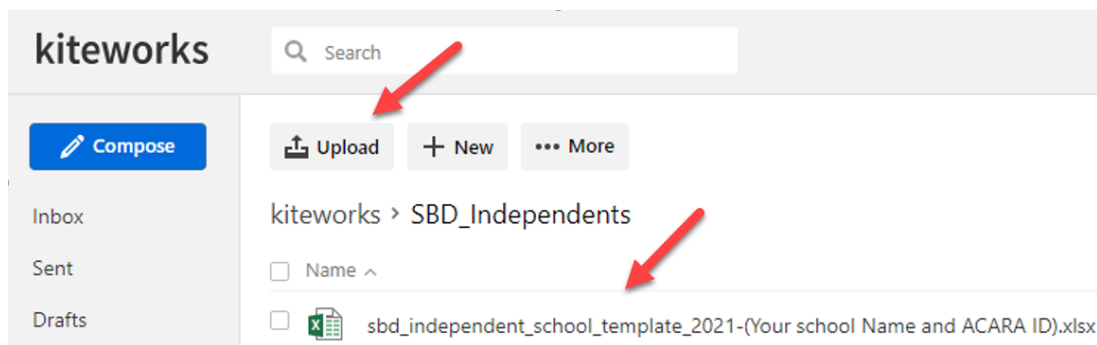 kiteworks
Search
Compose
Upload
New
More
Inbox
kiteworks > SBD_Independents
Sent
Name
Drafts
sbd_independent_school_template_2021-(Your school Name and ACARA ID).xlsx